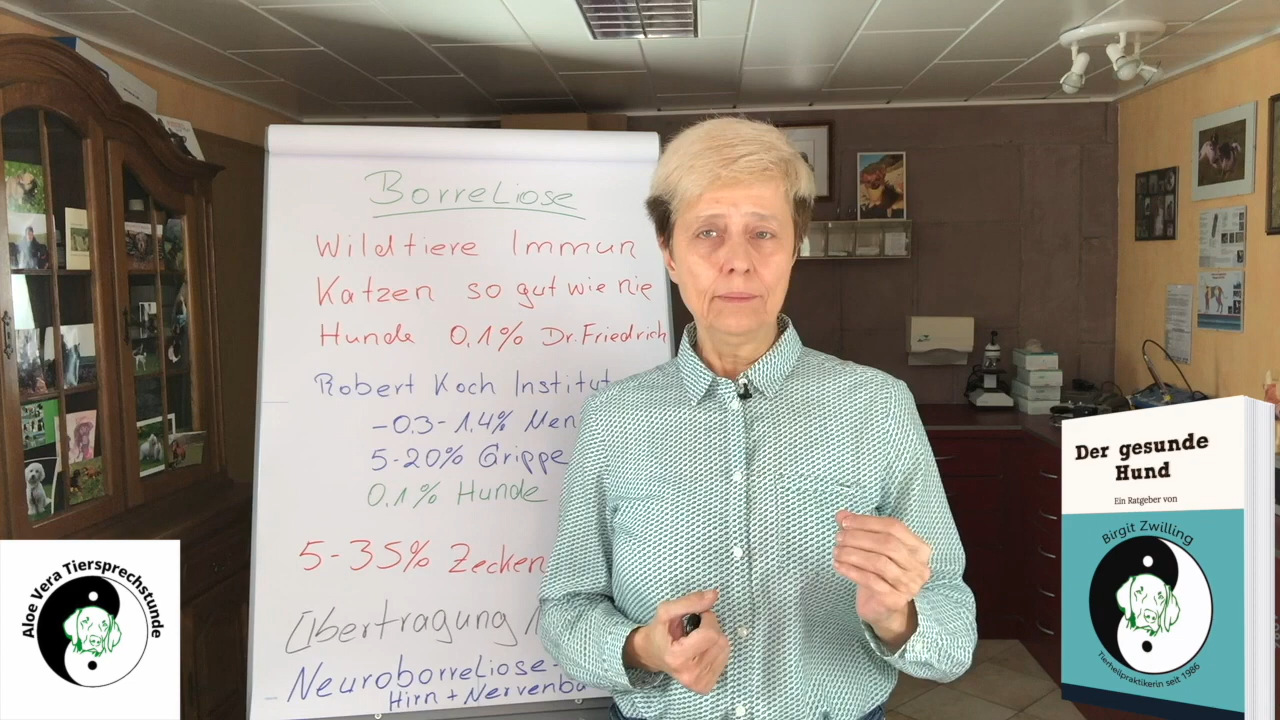 Borreliose
Wildtiere Immun
Katzen so gut wie nie
Hunde 0,1% Dr. Friedrich
Robert Koch Institut
-0,3-1,4% Men
5-20% Grippe
0,1% Hunde
5-35% Zecken
Übertragung
Neuroborreliose-
Hirn + Nervenba
Aloe Vera Tiersprechstunde
Der gesunde
Hund
Ein Ratgeber von
Birgit Zwilling
Tierheilpraktikerin seit 1986